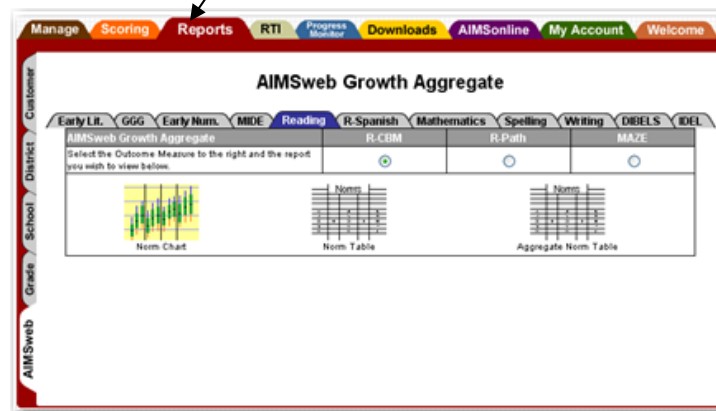 Manage Scoring Reports RTI Progress Monitor Downloads AIMSonline My Account Welcome
AIMSweb Growth Aggregate
Early Lit. GGG Early Num. MIDE Reading R-Spanish Mathematics Spelling Writing DIBELS IDEL
AIMSweb Growth Aggregate R-CBM R-Path MAZE
Select the Outcome Measure to the right and the report
you wish to view below.
Norms Norms
Norm Chart Norm Table Aggregate Norm Table
Customer
District
School
Grade
AIMSweb